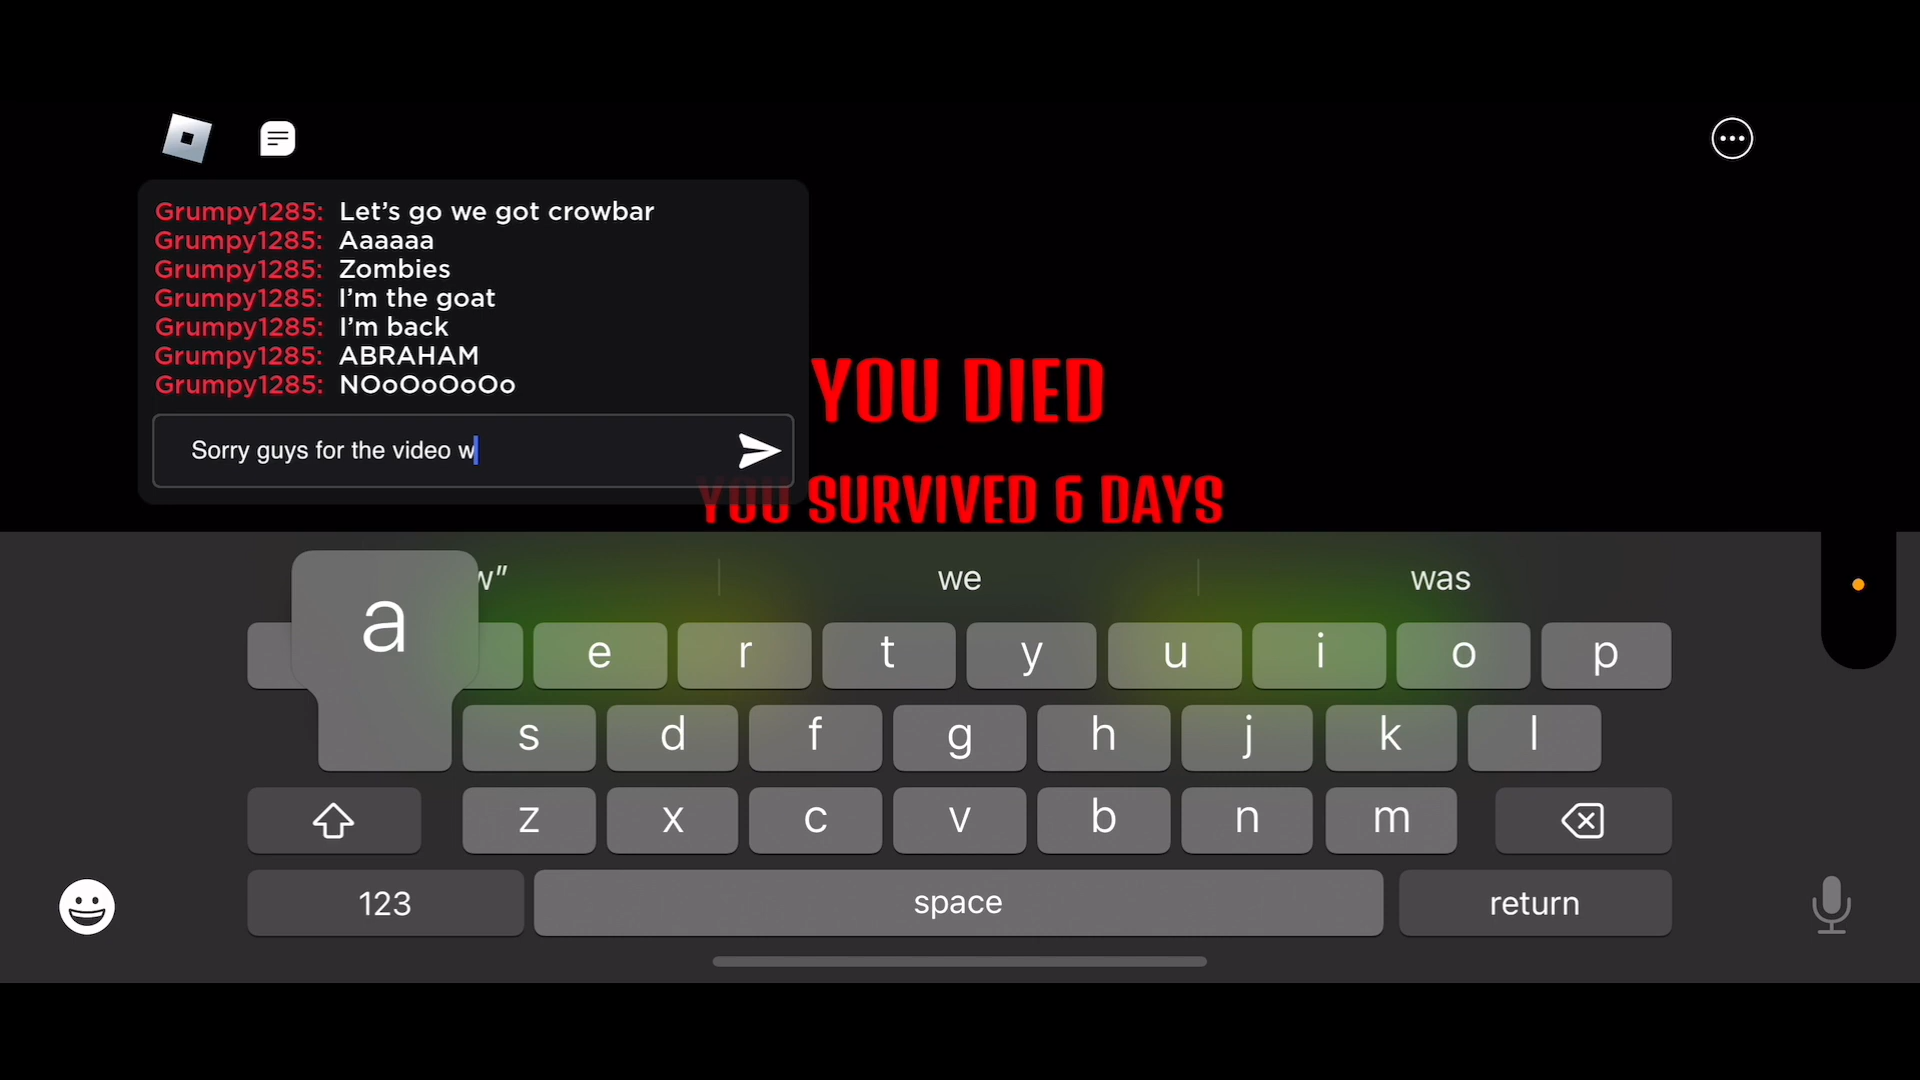 Grumpy1285: Let’s go we got crowbar
Grumpy1285: Aaaaaa
Grumpy1285: Zombies
Grumpy1285: I’m the goat
Grumpy1285: I’m back
Grumpy1285: ABRAHAM
Grumpy1285: NOoOoOoOo
Sorry guys for the video w
YOU DIED
YOU SURVIVED 6 DAYS
w” we was
a e r t y u i o p
s d f g h j k l
z x c v b n m
123 space return